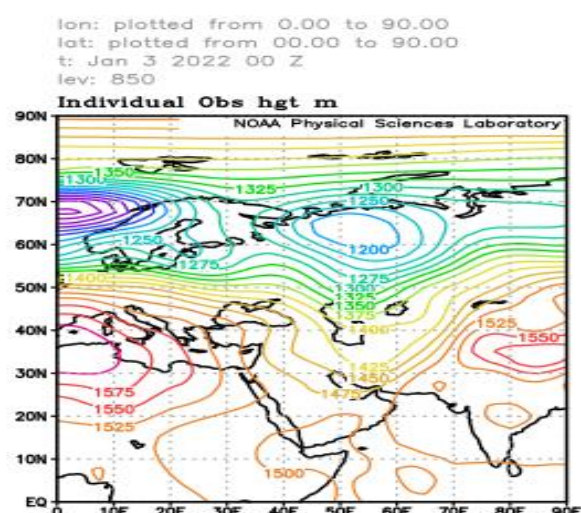 lon: plotted from 0.00 to 90.00
lat: plotted from 00.00 to 90.00
t: Jan 3 2022 00 Z
lev: 850
Individual Obs hgt m
NOAA Physical Sciences Laboratory
90N
80N
1350
1300
1325
1300
70N
1250
1250
60N
1200
1275
1275
1400
1300
50N
1325
1350
1375
1525
40N
1400
1550
1425
30N
1450
1575
1475
1550
20N
1525
10N
1500
EQ
0 10E 20E 30E 40E 50E 60E 70E 80E 90E